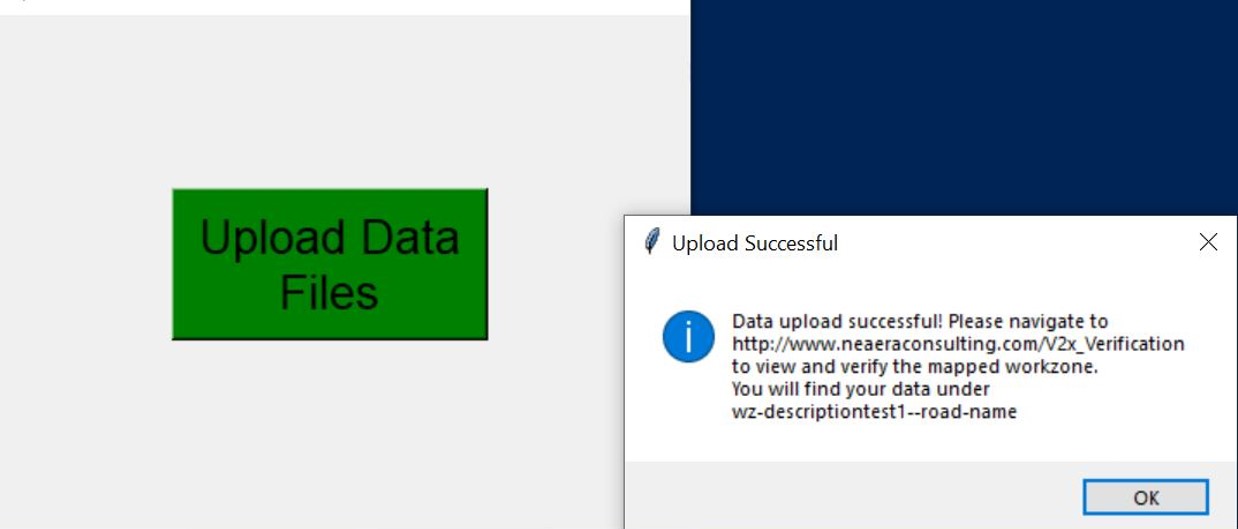 Upload Data
Files
Upload Successful
Data upload successful! Please navigate to
http://www.neaeraconsulting.com/V2x_Verification
to view and verify the mapped workzone.
You will find your data under
wz-descriptiontest1--road-name
OK